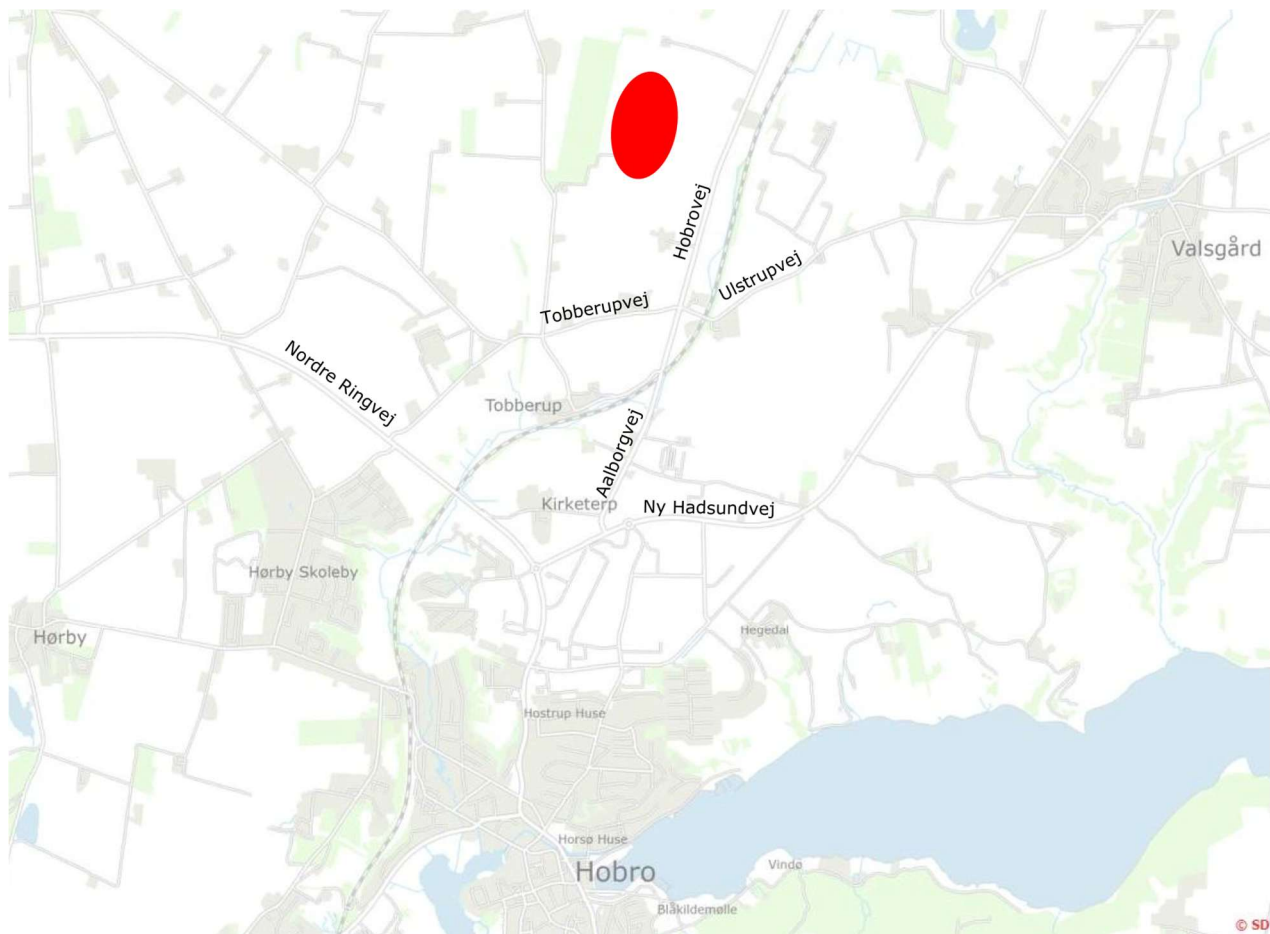 Hobrovej
Valsgård
Ulstrupvej
Tobberupvej
Nordre Ringvej
Tobberup
Aalborgvej
Kirketerp
Ny Hadsundvej
Hørby Skoleby
Hegedal
Hørby
Hostrup Huse
Horsø Huse
Hobro
Vindø
Blåkildemølle
© SD